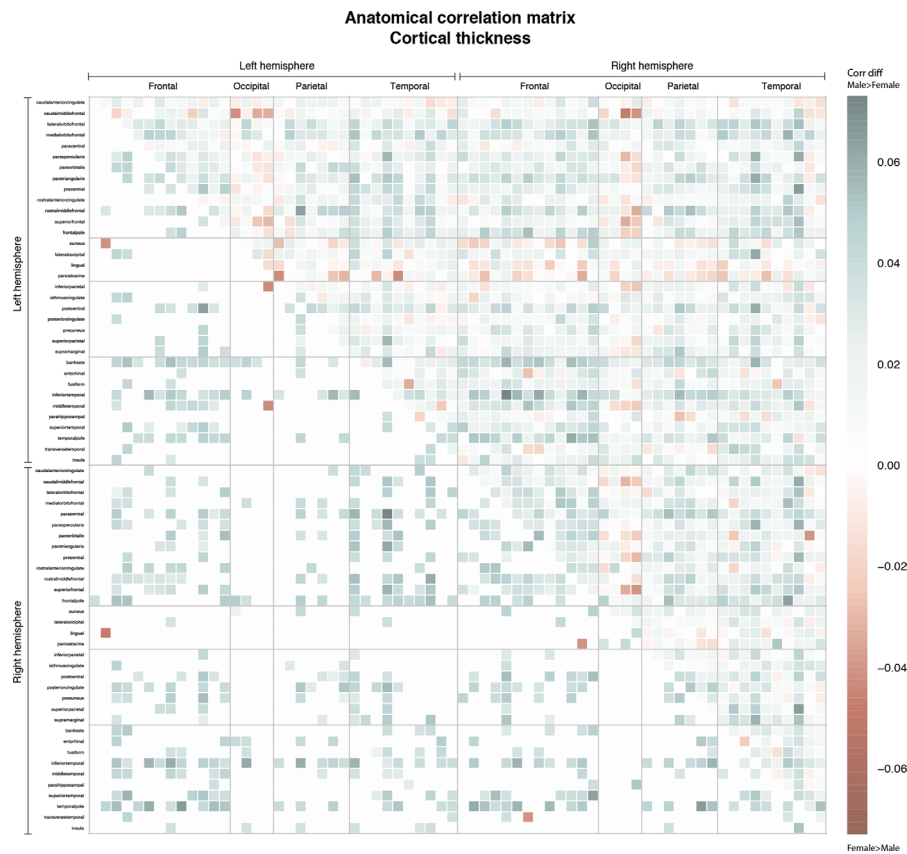 Anatomical correlation matrix
Cortical thickness
Left hemisphere
Right hemisphere
Frontal
Occipital
Parietal
Temporal
Frontal
Occipital
Parietal
Temporal
Corr diff
Male>Female
Left hemisphere
caudalanteriorcingulate
caudalmiddlefrontal
lateralorbitofrontal
medialorbitofrontal
paracentral
parsopercularis
parsorbitalis
parstriangularis
precentral
rostralanteriorcingulate
rostralmiddlefrontal
superiorfrontal
frontalpole
cuneus
lateraloccipital
lingual
pericalcarine
inferiorparietal
isthmuscingulate
postcentral
posteriorcingulate
precuneus
superiorparietal
supramarginal
bankssts
entorhinal
fusiform
inferiortemporal
middletemporal
parahippocampal
superiortemporal
temporalpole
transversetemporal
insula
Right hemisphere
caudalanteriorcingulate
caudalmiddlefrontal
lateralorbitofrontal
medialorbitofrontal
paracentral
parsopercularis
parsorbitalis
parstriangularis
precentral
rostralanteriorcingulate
rostralmiddlefrontal
superiorfrontal
frontalpole
cuneus
lateraloccipital
lingual
pericalcarine
inferiorparietal
isthmuscingulate
postcentral
posteriorcingulate
precuneus
superiorparietal
supramarginal
bankssts
entorhinal
fusiform
inferiortemporal
middletemporal
parahippocampal
superiortemporal
temporalpole
transversetemporal
insula
0.06
0.04
0.02
0.00
−0.02
−0.04
−0.06
Female>Male